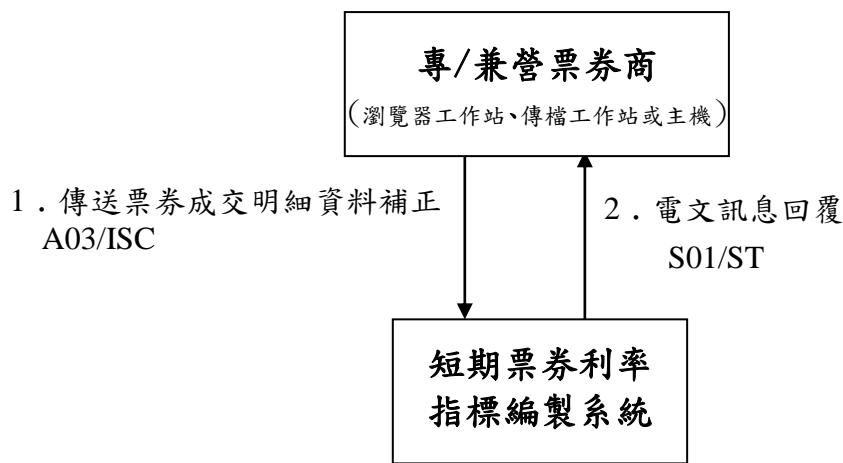 專/兼營票券商
（瀏覽器工作站、傳檔工作站或主機）
1．傳送票券成交明細資料補正
A03/ISC
2．電文訊息回覆
S01/ST
短期票券利率
指標編製系統